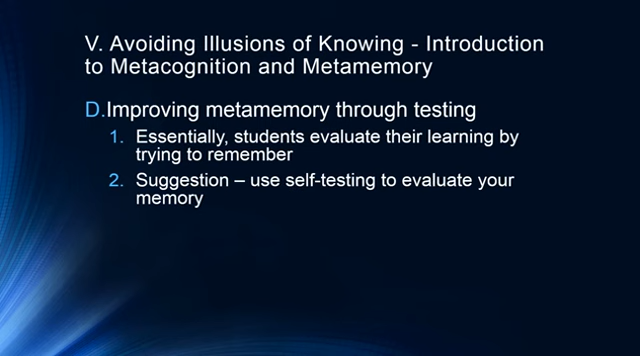 V. Avoiding Illusions of Knowing - Introduction
to Metacognition and Metamemory
D.Improving metamemory through testing
1. Essentially, students evaluate their learning by
trying to remember
2. Suggestion – use self-testing to evaluate your
memory